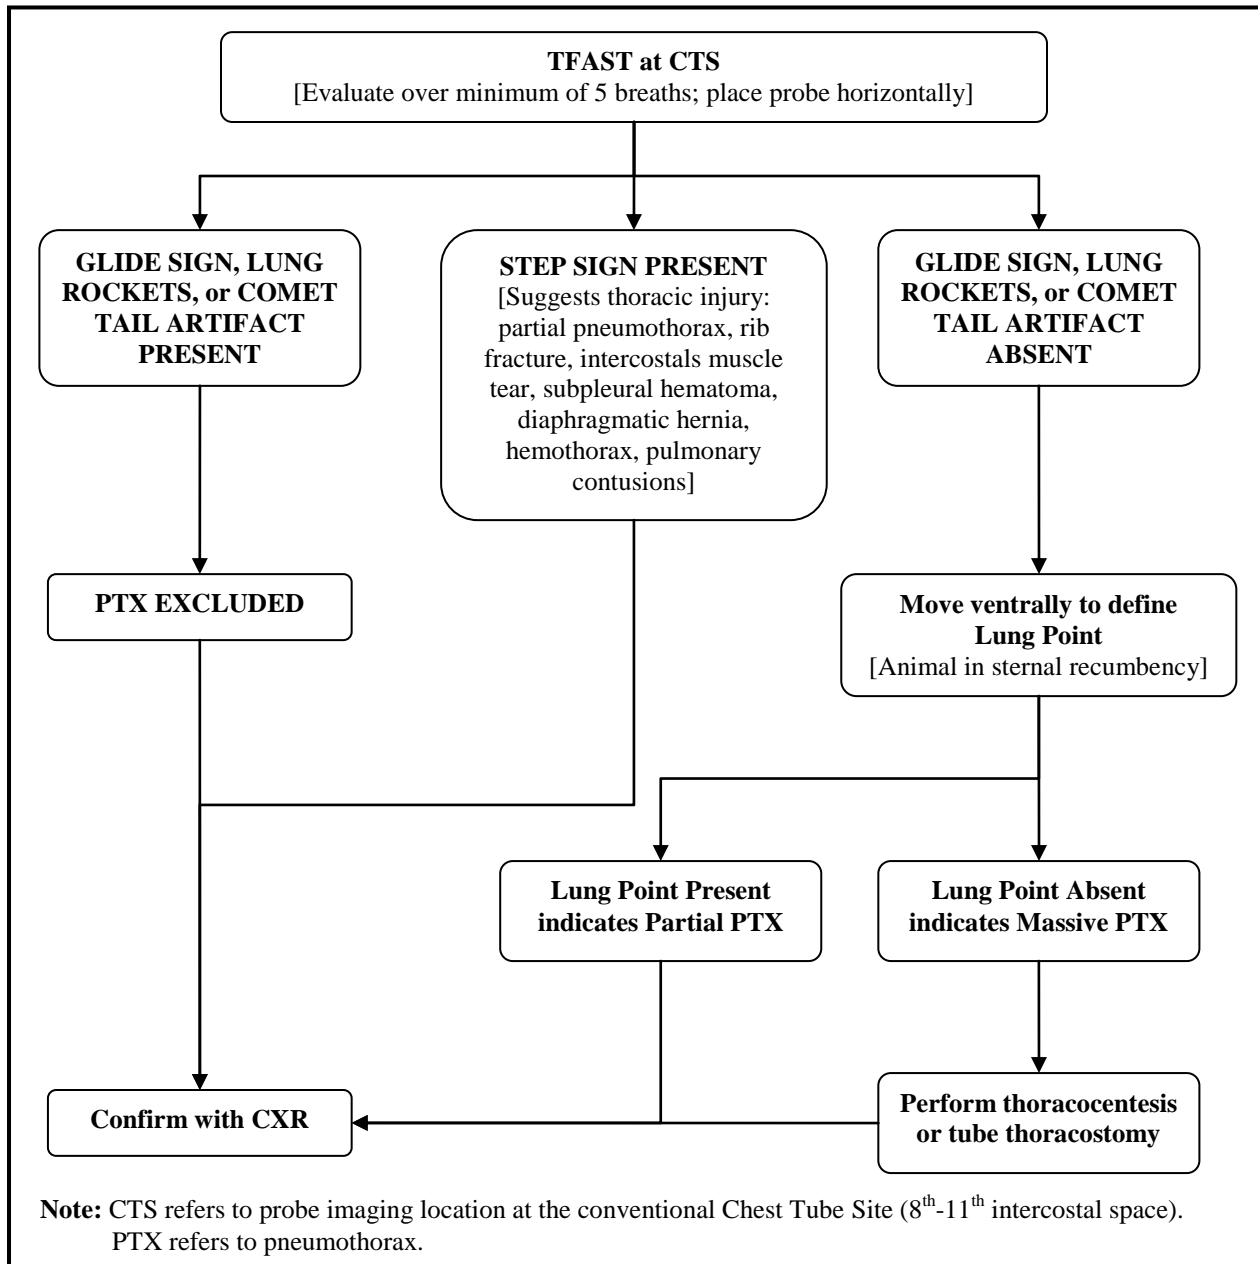 TFAST at CTS
[Evaluate over minimum of 5 breaths; place probe horizontally]
GLIDE SIGN, LUNG
ROCKETS, or COMET
TAIL ARTIFACT
PRESENT
STEP SIGN PRESENT
[Suggests thoracic injury:
partial pneumothorax, rib
fracture, intercostals muscle
tear, subpleural hematoma,
diaphragmatic hernia,
hemothorax, pulmonary
contusions]
GLIDE SIGN, LUNG
ROCKETS, or COMET
TAIL ARTIFACT
ABSENT
PTX EXCLUDED
Move ventrally to define
Lung Point
[Animal in sternal recumbency]
Lung Point Present
indicates Partial PTX
Lung Point Absent
indicates Massive PTX
Confirm with CXR
Perform thoracocentesis
or tube thoracostomy
Note: CTS refers to probe imaging location at the conventional Chest Tube Site (8th-11th intercostal space).
PTX refers to pneumothorax.